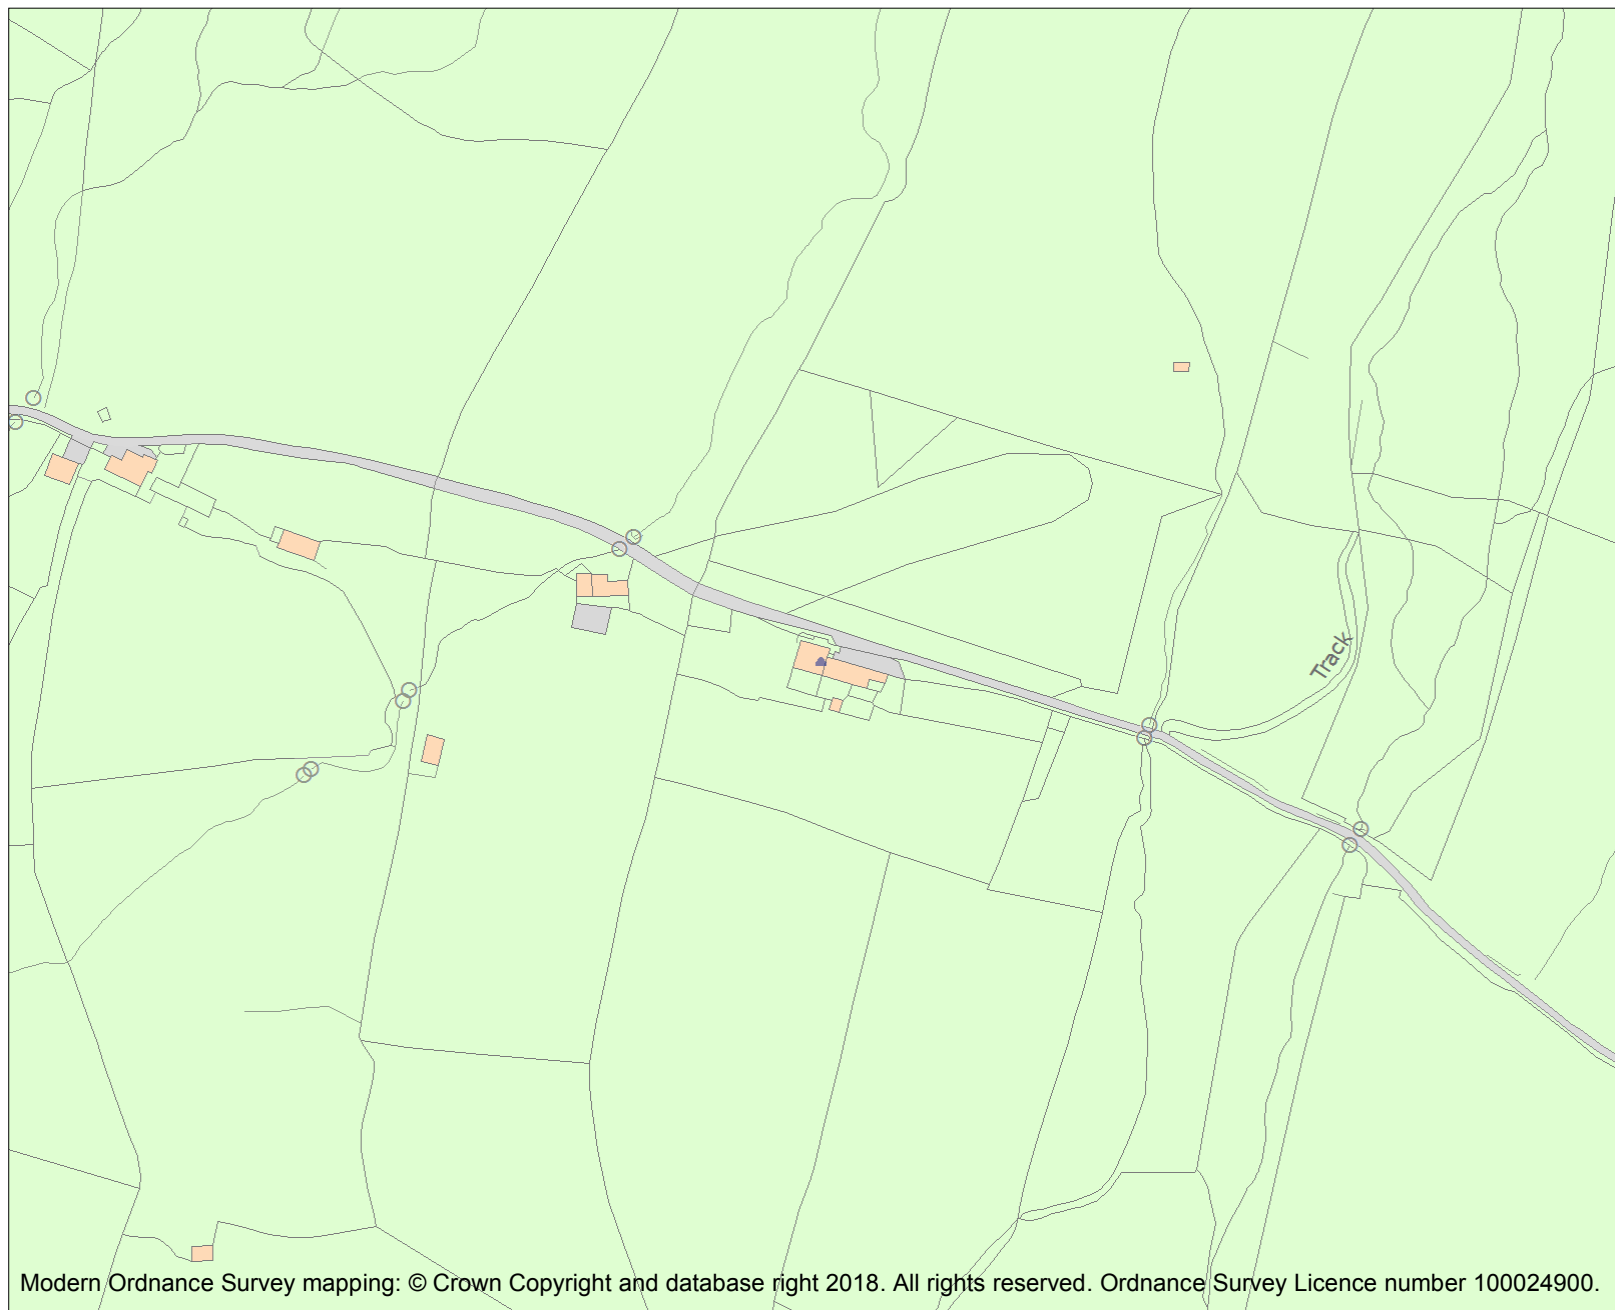 Track
Modern Ordnance Survey mapping: © Crown Copyright and database right 2018. All rights reserved. Ordnance Survey Licence number 100024900.